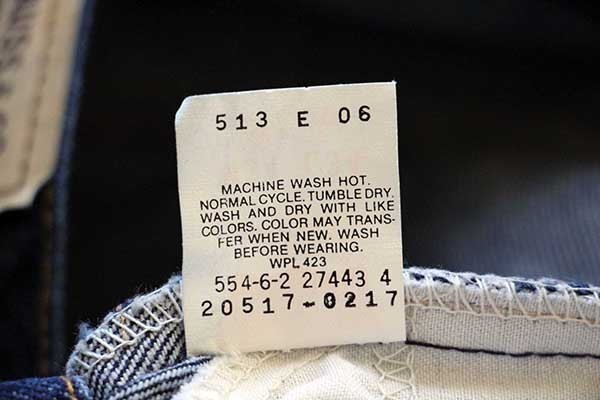 513 E 06
MACHINE WASH HOT.
NORMAL CYCLE. TUMBLE DRY.
WASH AND DRY WITH LIKE
COLORS. COLOR MAY TRANS-
FER WHEN NEW. WASH
BEFORE WEARING.
WPL 423
554-6-2 27443 4
20517-0217